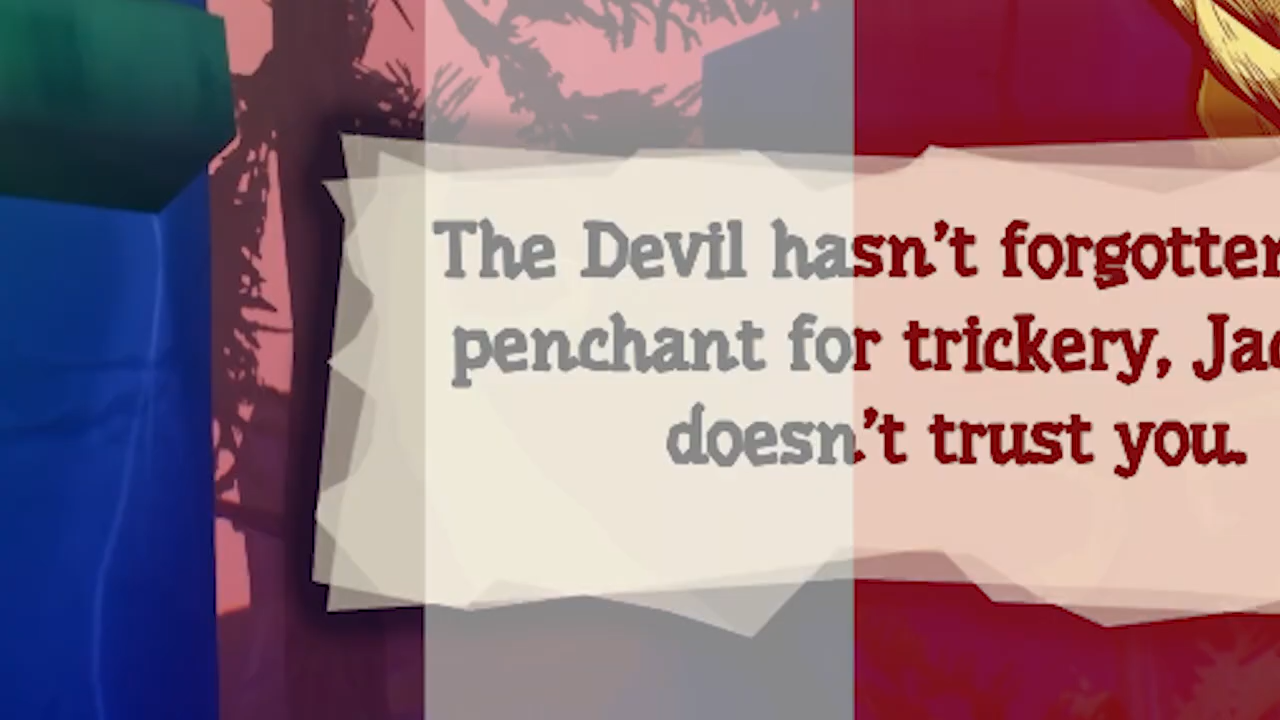 The Devil hasn't forgotten
penchant for trickery, Jac
doesn't trust you.